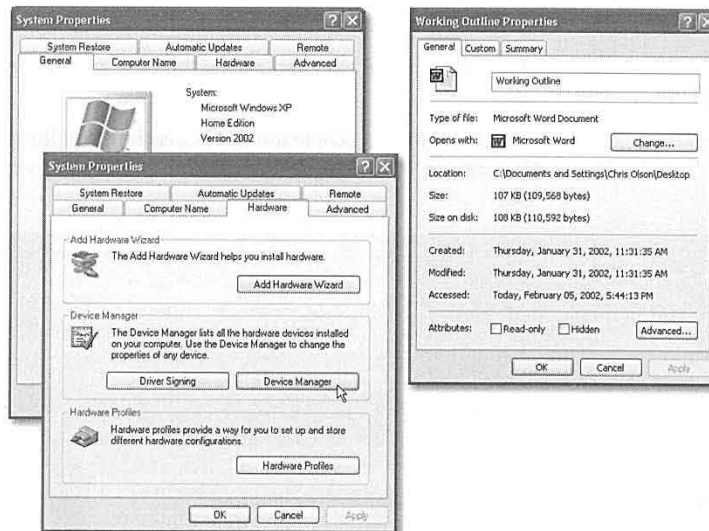 System Properties
System Restore Automatic Updates Remote
General Computer Name Hardware Advanced
System:
Microsoft Windows XP
Home Edition
Version 2002
System Properties
System Restore Automatic Updates Remote
General Computer Name Hardware Advanced
Add Hardware Wizard
The Add Hardware Wizard helps you install hardware.
Add Hardware Wizard
Device Manager
The Device Manager lists all the hardware devices installed
on your computer. Use the Device Manager to change the
properties of any device.
Driver Signing Device Manager
Hardware Profiles
Hardware profiles provide a way for you to set up and store
different hardware configurations.
Hardware Profiles
OK Cancel Apply
Working Outline Properties
General Custom Summary
Working Outline
Type of file: Microsoft Word Document
Opens with: Microsoft Word Change...
Location: C:\Documents and Settings\Chris Olson\Desktop
Size: 107 KB (109,568 bytes)
Size on disk: 108 KB (110,592 bytes)
Created: Thursday, January 31, 2002, 11:31:35 AM
Modified: Thursday, January 31, 2002, 11:31:35 AM
Accessed: Today, February 05, 2002, 5:44:13 PM
Attributes: Read-only Hidden Advanced...
OK Cancel Apply